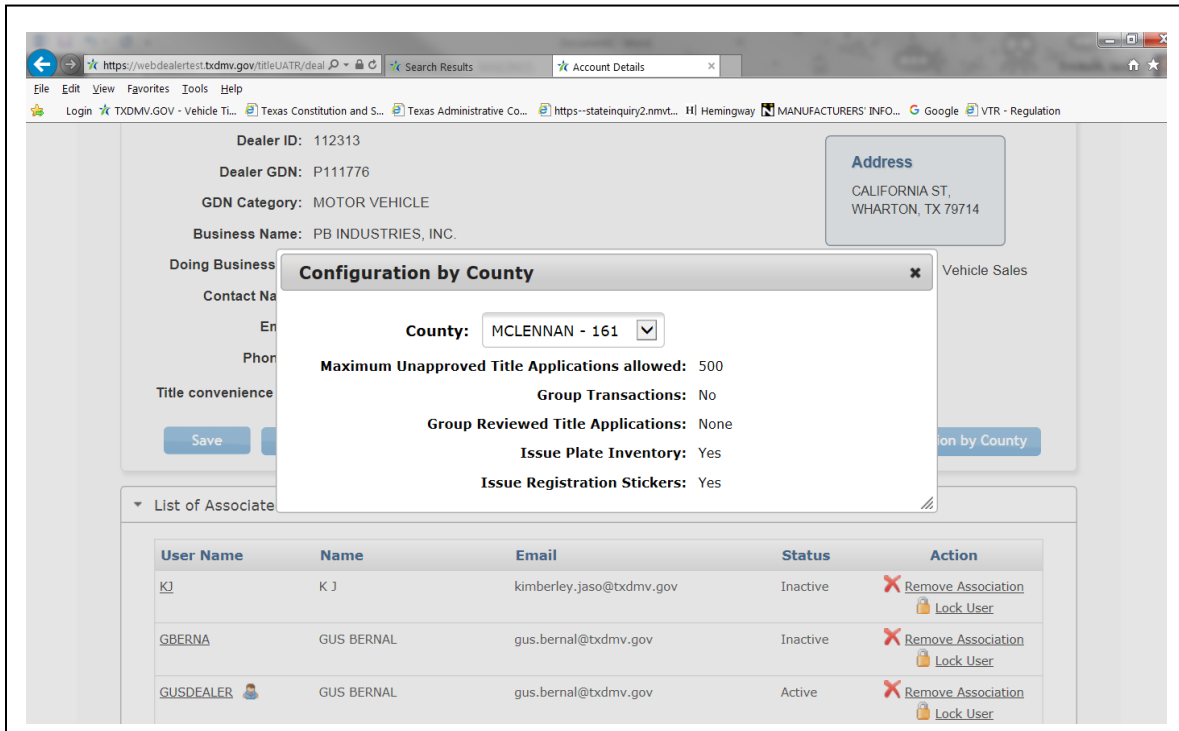 https://webdealertest.txdmv.gov/titleUATR/deal
Search Results
Account Details
File Edit View Favorites Tools Help
Login TXDMV.GOV - Vehicle Ti... Texas Constitution and S... Texas Administrative Co... https--stateinquiry2.nmvt... H| Hemingway MANUFACTURERS' INFO... G Google VTR - Regulation
Dealer ID: 112313
Dealer GDN: P111776
GDN Category: MOTOR VEHICLE
Business Name: PB INDUSTRIES, INC.
Address
CALIFORNIA ST,
WHARTON, TX 79714
Doing Business
Vehicle Sales
Contact Na
Em
Phon
Title convenience
Save
ion by County
Configuration by County
County: MCLENNAN - 161
Maximum Unapproved Title Applications allowed: 500
Group Transactions: No
Group Reviewed Title Applications: None
Issue Plate Inventory: Yes
Issue Registration Stickers: Yes
List of Associate
User Name Name Email Status Action
KJ K J kimberley.jaso@txdmv.gov Inactive Remove Association
Lock User
GBERNA GUS BERNAL gus.bernal@txdmv.gov Inactive Remove Association
Lock User
GUSDEALER GUS BERNAL gus.bernal@txdmv.gov Active Remove Association
Lock User